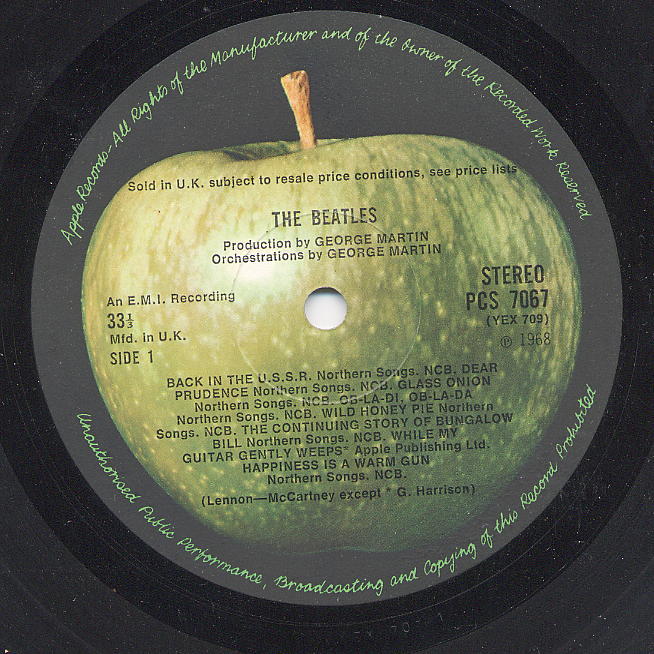 Apple Records-All Rights of the Manufacturer and of the Owner of the Recorded Work Reserved
Sold in U.K. subject to resale price conditions, see price lists
THE BEATLES
Production by GEORGE MARTIN
Orchestrations by GEORGE MARTIN
STEREO
PCS 7067
(YEX 709)
℗ 1968
An E.M.I. Recording
33⅓
Mfd. in U.K.
SIDE 1
BACK IN THE U.S.S.R. Northern Songs. NCB. DEAR
PRUDENCE Northern Songs. NCB. GLASS ONION
Northern Songs. NCB. OB-LA-DI, OB-LA-DA
Northern Songs. NCB. WILD HONEY PIE Northern
Songs. NCB. THE CONTINUING STORY OF BUNGALOW
BILL Northern Songs. NCB. WHILE MY
GUITAR GENTLY WEEPS* Apple Publishing Ltd.
HAPPINESS IS A WARM GUN
Northern Songs. NCB.
(Lennon—McCartney except * G. Harrison)
Unauthorised Public Performance, Broadcasting and Copying of this Record Prohibited